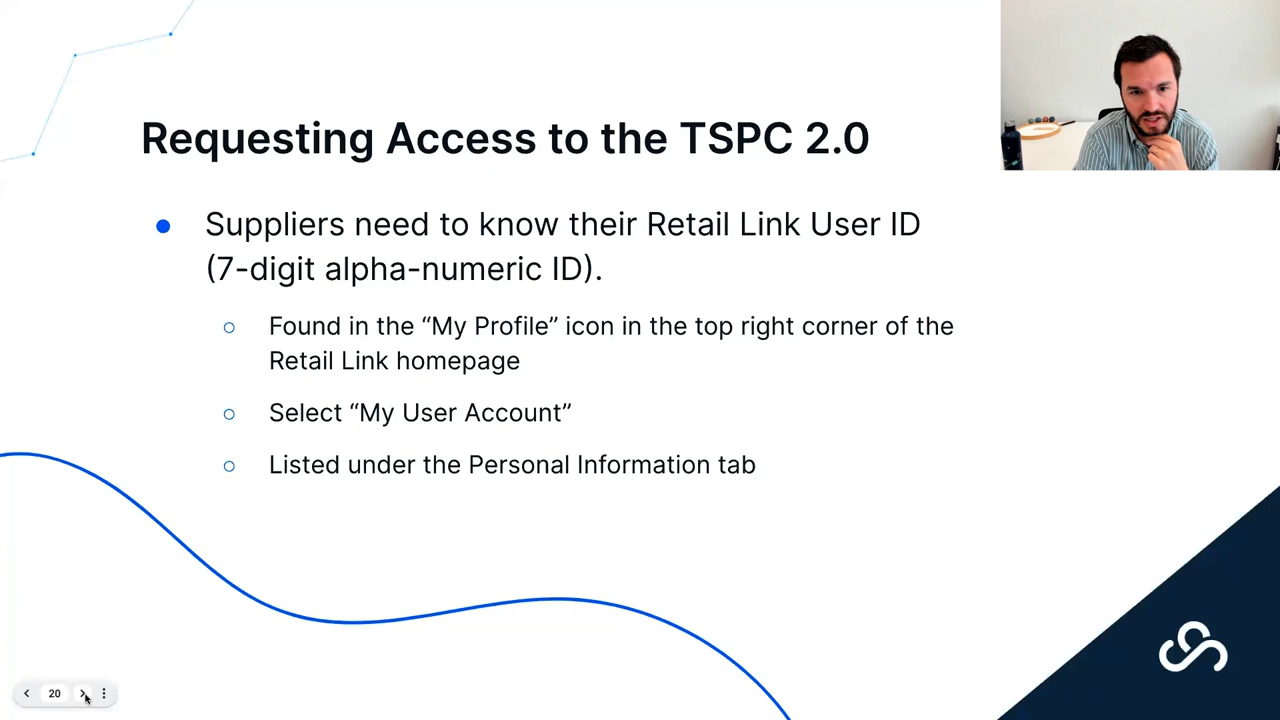 Requesting Access to the TSPC 2.0
● Suppliers need to know their Retail Link User ID
(7-digit alpha-numeric ID).
○ Found in the “My Profile” icon in the top right corner of the
Retail Link homepage
○ Select “My User Account”
○ Listed under the Personal Information tab
20